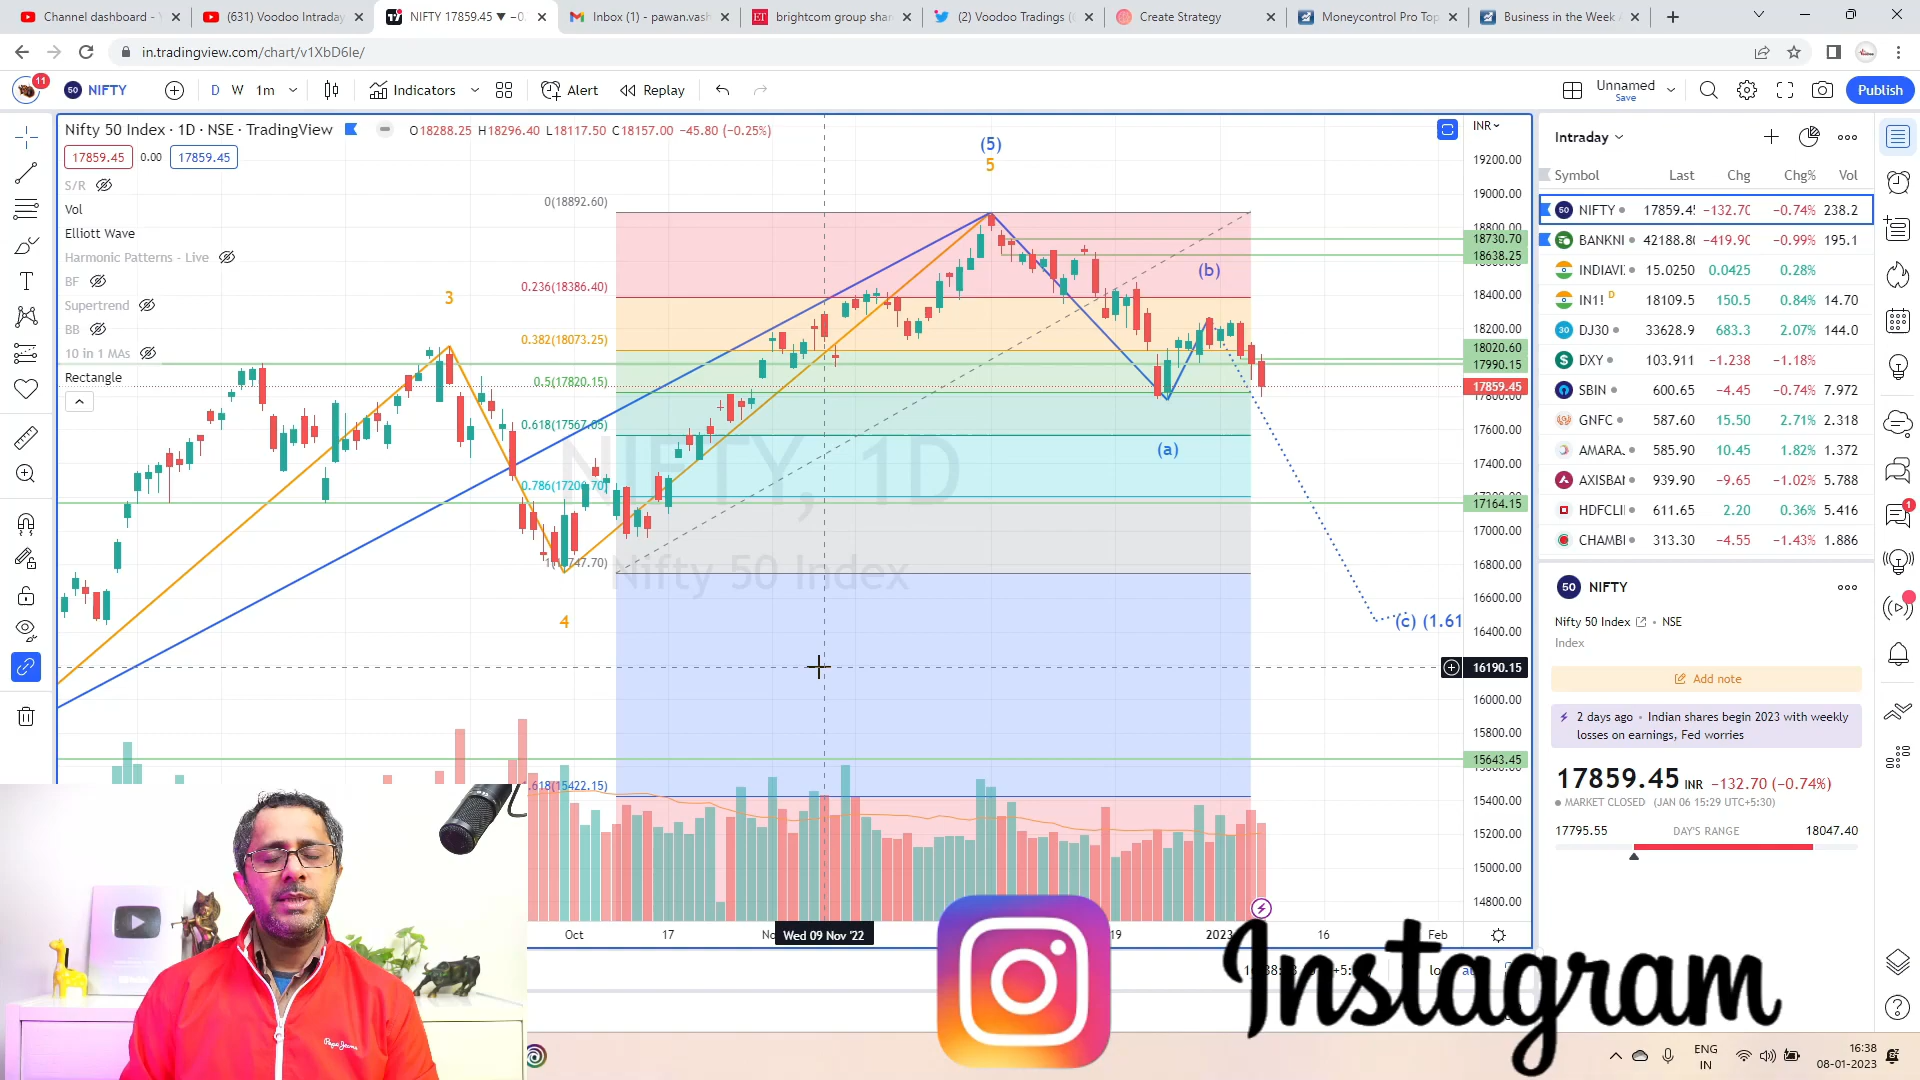 Channel dashboard - Y
(631) Voodoo Intraday
NIFTY 17859.45 ▼ −0.
Inbox (1) - pawan.vash
brightcom group shar
(2) Voodoo Tradings (
Create Strategy
Moneycontrol Pro Top
Business in the Week
in.tradingview.com/chart/v1XbD6Ie/
11
NIFTY
D W 1m
Indicators
Alert
Replay
Unnamed
Save
Publish
Nifty 50 Index · 1D · NSE · TradingView
O18288.25 H18296.40 L18117.50 C18157.00 −45.80 (−0.25%)
17859.45 0.00 17859.45
S/R
Vol
Elliott Wave
Harmonic Patterns - Live
BF
Supertrend
BB
10 in 1 MAs
Rectangle
INR
19200.00
19000.00
18730.70
18638.25
18400.00
18200.00
18020.60
17990.15
17859.45
17600.00
17400.00
17164.15
17000.00
16800.00
16600.00
16400.00
16190.15
16000.00
15800.00
15643.45
15400.00
15200.00
15000.00
14800.00
(5)
5
0(18892.60)
0.236(18386.40)
0.382(18073.25)
0.5(17820.15)
0.618(17567.05)
3
4
(b)
(a)
(c) (1.61
NIFTY, 1D
Nifty 50 Index
Oct
17
Wed 09 Nov '22
19
2023
16
Feb
Intraday
Symbol Last Chg Chg% Vol
50 NIFTY −132.70 −0.74% 238.2
BANKNI −419.90 −0.99% 195.1
INDIAVI 15.0250 0.0425 0.28%
IN1! D 18109.5 150.5 0.84% 14.70
30 DJ30 33628.9 683.3 2.07% 144.0
DXY 103.911 −1.238 −1.18%
SBIN 600.65 −4.45 −0.74% 7.972
GNFC 587.60 15.50 2.71% 2.318
AMARA. 585.90 10.45 1.82% 1.372
AXISBAI 939.90 −9.65 −1.02% 5.788
HDFCLI 611.65 2.20 0.36% 5.416
CHAMBI 313.30 −4.55 −1.43% 1.886
50 NIFTY
Nifty 50 Index • NSE
Index
Add note
2 days ago • Indian shares begin 2023 with weekly
losses on earnings, Fed worries
17859.45 INR −132.70 (−0.74%)
MARKET CLOSED (JAN 06 15:29 UTC+5:30)
17795.55 DAY'S RANGE 18047.40
1
Pepe Jeans
Instagram
ENG
IN
16:38
08-01-2023